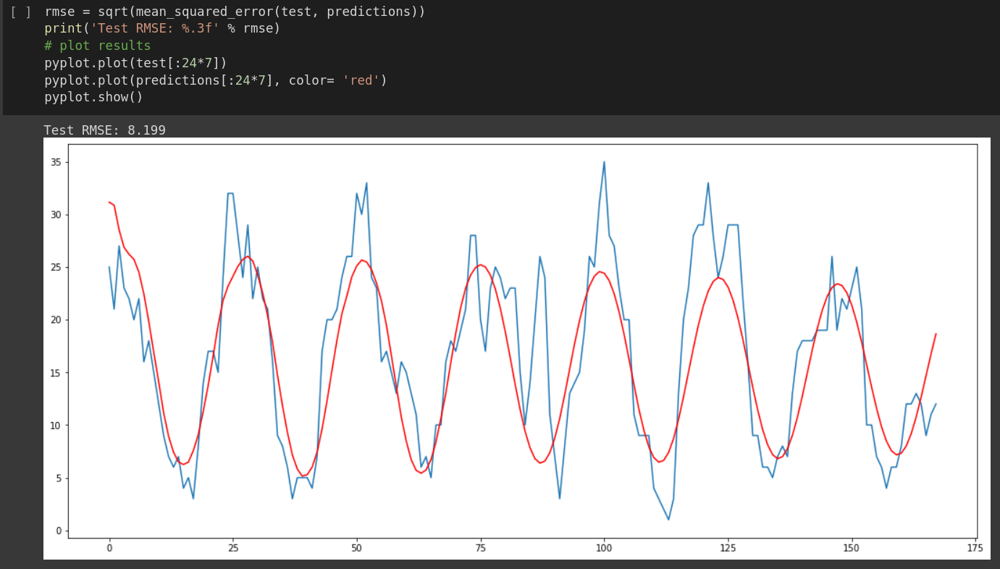 [ ] rmse = sqrt(mean_squared_error(test, predictions))
print('Test RMSE: %.3f' % rmse)
# plot results
pyplot.plot(test[:24*7])
pyplot.plot(predictions[:24*7], color= 'red')
pyplot.show()
Test RMSE: 8.199
35
30
25
20
15
10
5
0
0 25 50 75 100 125 150 175